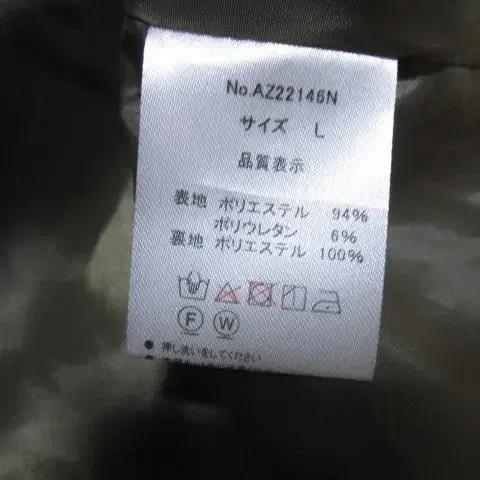 No.AZ22146N
サイズ L
品質表示
表地 ポリエステル 94%
ポリウレタン 6%
裏地 ポリエステル 100%
F W
● 押し洗いをしてください